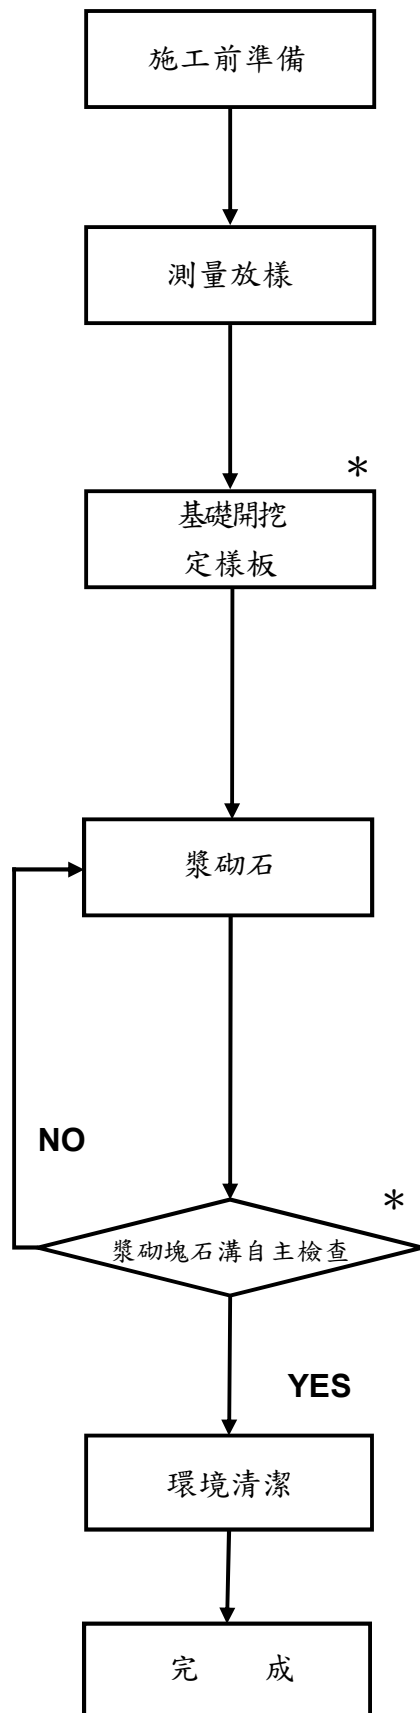 施工前準備
測量放樣
＊
基礎開挖
定樣板
漿砌石
NO
＊
漿砌塊石溝自主檢查
YES
環境清潔
完　　成